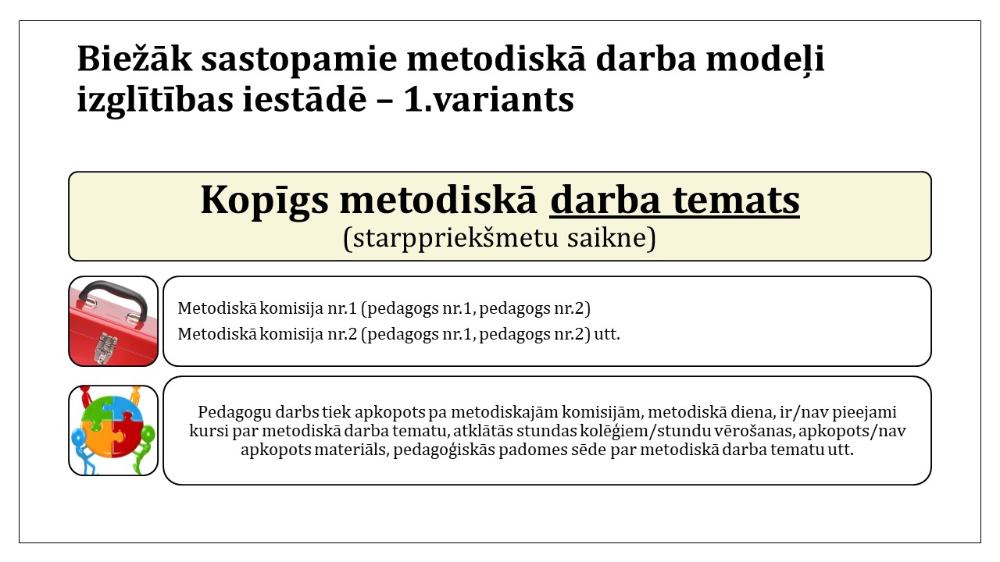 Biežāk sastopamie metodiskā darba modeļi
izglītības iestādē – 1.variants
Kopīgs metodiskā darba temats
(starppriekšmetu saikne)
Metodiskā komisija nr.1 (pedagogs nr.1, pedagogs nr.2)
Metodiskā komisija nr.2 (pedagogs nr.1, pedagogs nr.2) utt.
Pedagogu darbs tiek apkopots pa metodiskajām komisijām, metodiskā diena, ir/nav pieejami
kursi par metodiskā darba tematu, atklātās stundas kolēģiem/stundu vērošanas, apkopots/nav
apkopots materiāls, pedagoģiskās padomes sēde par metodiskā darba tematu utt.